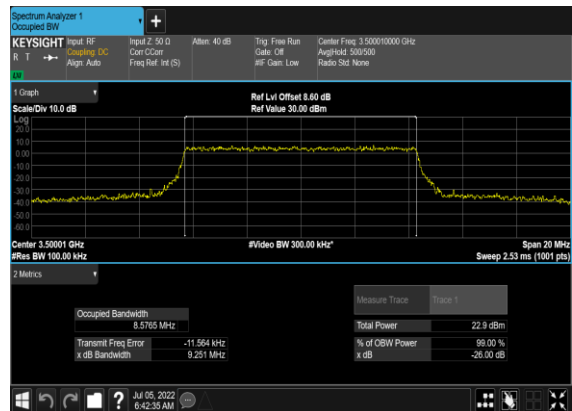 Spectrum Analyzer 1
Occupied BW
+
KEYSIGHT Input: RF Input Z: 50 Ω Atten: 40 dB Trig: Free Run Center Freq: 3.500010000 GHz
R T Coupling: DC Corr CCorr Gate: Off Avg|Hold: 500/500
Align: Auto Freq Ref: Int (S) #IF Gain: Low Radio Std: None
1 Graph
Ref Lvl Offset 8.60 dB
Scale/Div 10.0 dB Ref Value 30.00 dBm
Log
20.0
10.0
0.00
-10.0
-20.0
-30.0
-40.0
-50.0
-60.0
Center 3.50001 GHz #Video BW 300.00 kHz* Span 20 MHz
#Res BW 100.00 kHz Sweep 2.53 ms (1001 pts)
2 Metrics
Measure Trace Trace 1
Occupied Bandwidth
8.5765 MHz Total Power 22.9 dBm
Transmit Freq Error -11.564 kHz % of OBW Power 99.00 %
x dB Bandwidth 9.251 MHz x dB -26.00 dB
? Jul 05, 2022
6:42:35 AM